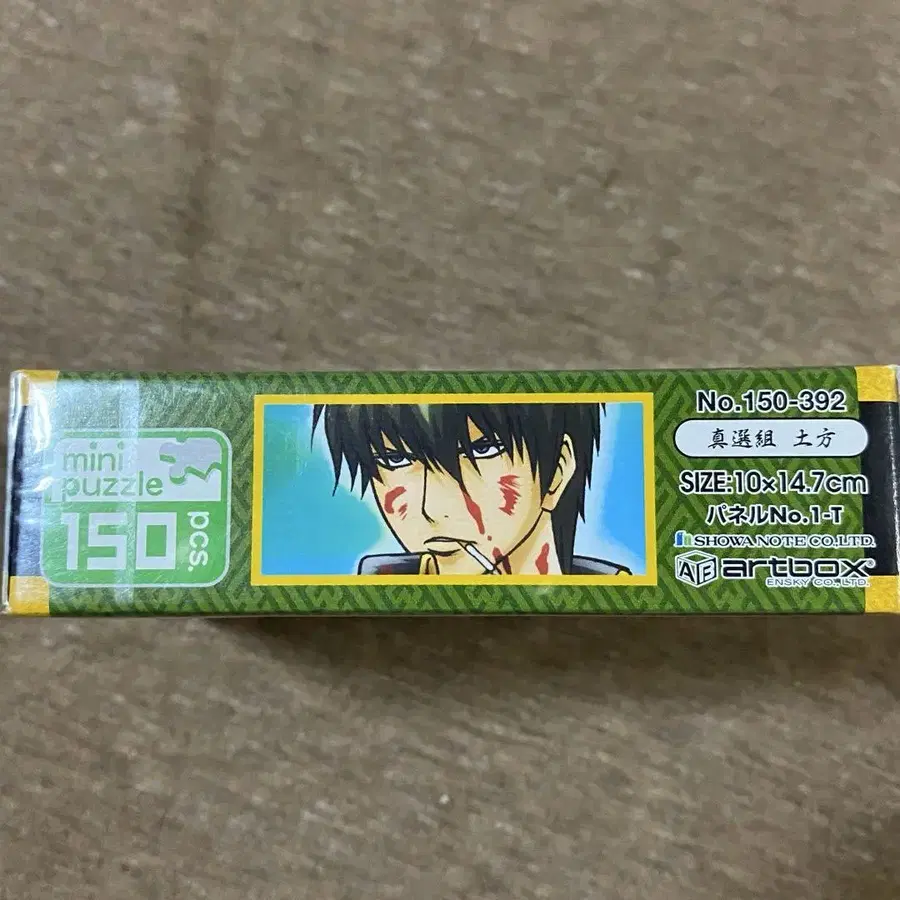 mini
puzzle
150 pcs.
No.150-392
真選組 土方
SIZE:10×14.7cm
パネルNo.1-T
SHOWA NOTE CO.,LTD.
AB artbox®
ENSKY CO.,LTD.